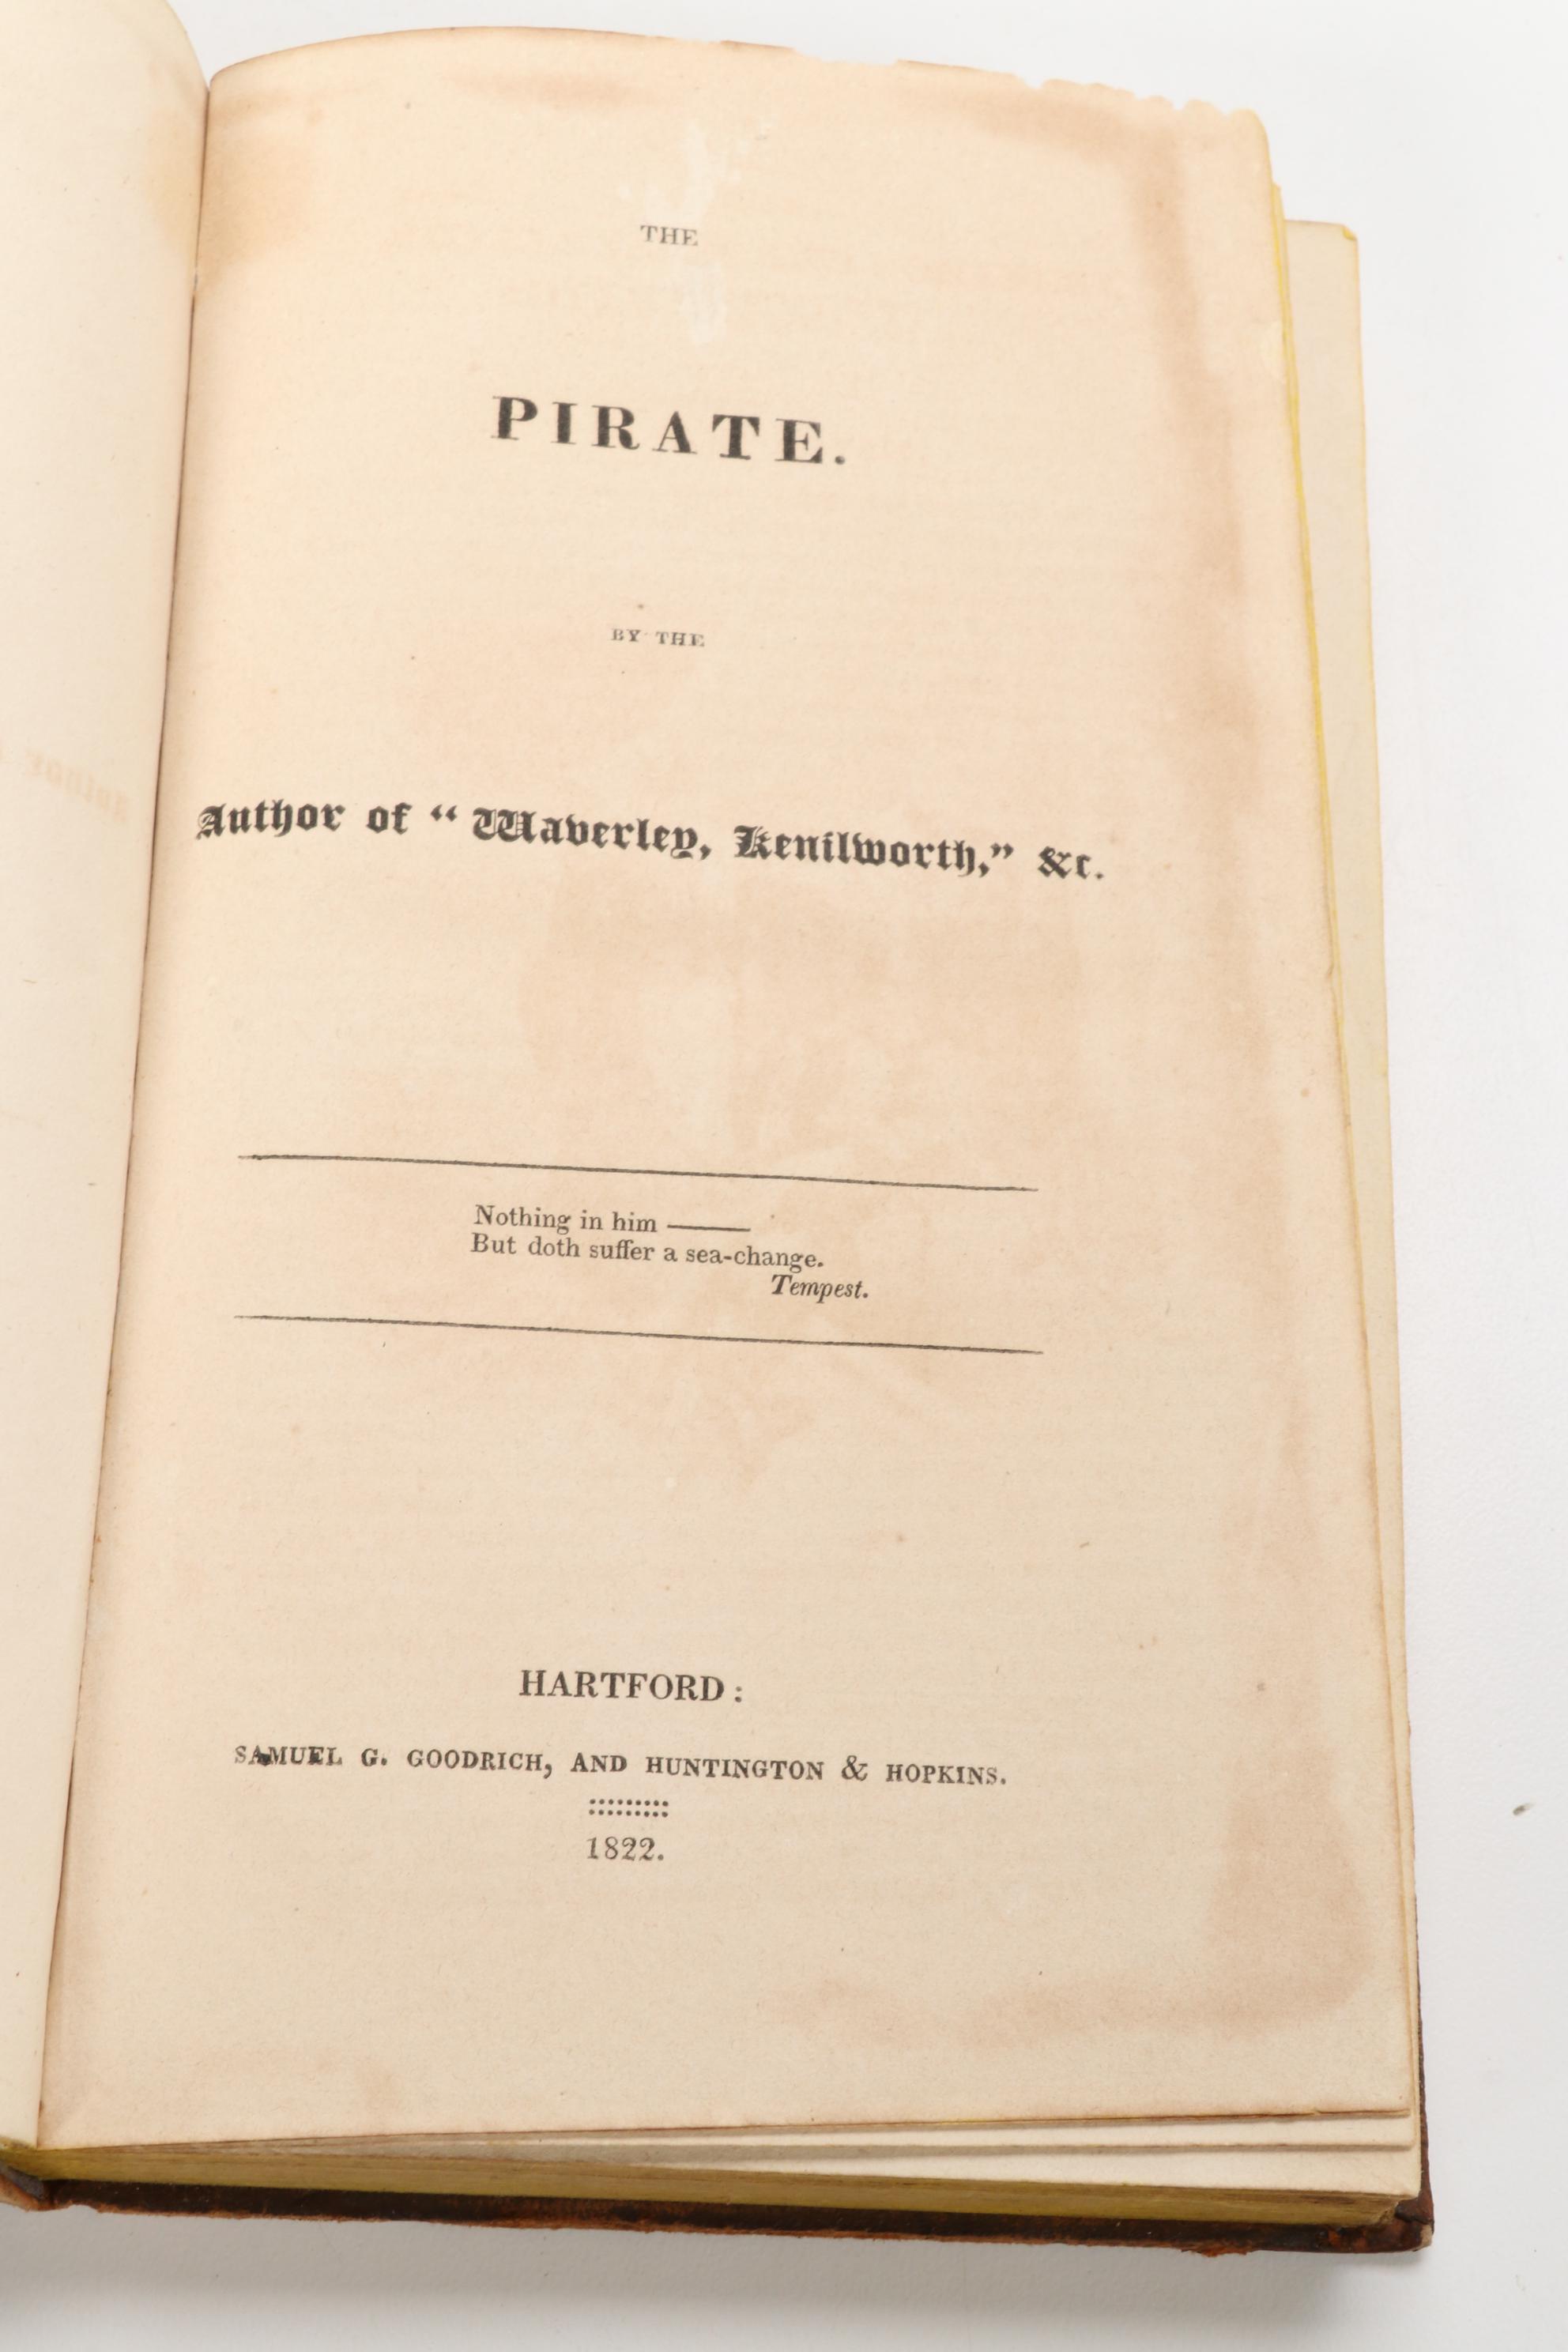 THE
PIRATE.
BY THE
Author of “ Waverley, Kenilworth,” &c.
Nothing in him ———
But doth suffer a sea-change.
Tempest.
HARTFORD :
SAMUEL G. GOODRICH, AND HUNTINGTON & HOPKINS.
1822.